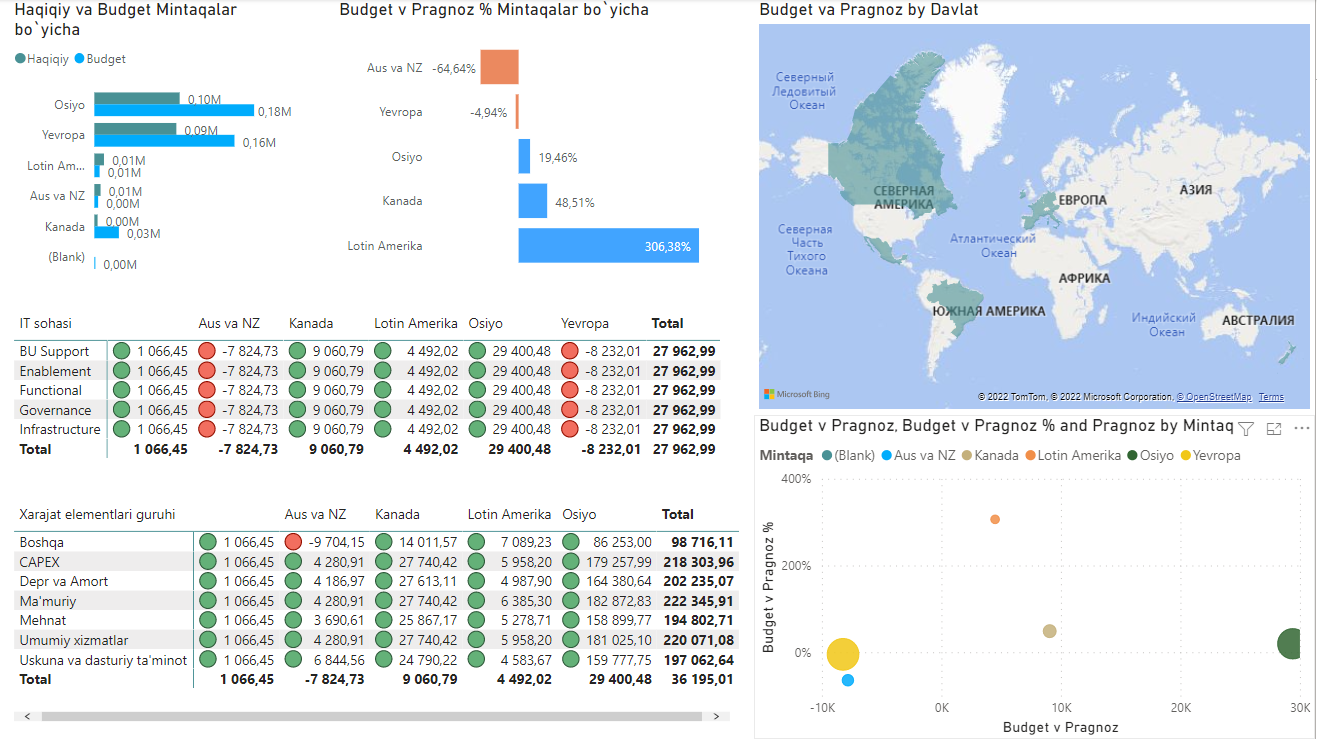 Haqiqiy va Budget Mintaqalar
bo`yicha
Haqiqiy Budget
Osiyo 0,10M
0,18M
Yevropa 0,09M
0,16M
Lotin Am... 0,01M
0,01M
Aus va NZ 0,01M
0,00M
Kanada 0,00M
0,03M
(Blank) 0,00M
Budget v Pragnoz % Mintaqalar bo`yicha
Aus va NZ -64,64%
Yevropa -4,94%
Osiyo 19,46%
Kanada 48,51%
Lotin Amerika 306,38%
IT sohasi Aus va NZ Kanada Lotin Amerika Osiyo Yevropa Total
BU Support 1 066,45 -7 824,73 9 060,79 4 492,02 29 400,48 -8 232,01 27 962,99
Enablement 1 066,45 -7 824,73 9 060,79 4 492,02 29 400,48 -8 232,01 27 962,99
Functional 1 066,45 -7 824,73 9 060,79 4 492,02 29 400,48 -8 232,01 27 962,99
Governance 1 066,45 -7 824,73 9 060,79 4 492,02 29 400,48 -8 232,01 27 962,99
Infrastructure 1 066,45 -7 824,73 9 060,79 4 492,02 29 400,48 -8 232,01 27 962,99
Total 1 066,45 -7 824,73 9 060,79 4 492,02 29 400,48 -8 232,01 27 962,99
Xarajat elementlari guruhi Aus va NZ Kanada Lotin Amerika Osiyo Total
Boshqa 1 066,45 -9 704,15 14 011,57 7 089,23 86 253,00 98 716,11
CAPEX 1 066,45 4 280,91 27 740,42 5 958,20 179 257,99 218 303,96
Depr va Amort 1 066,45 4 186,97 27 613,11 4 987,90 164 380,64 202 235,07
Ma'muriy 1 066,45 4 280,91 27 740,42 6 385,30 182 872,83 222 345,91
Mehnat 1 066,45 3 690,61 25 867,17 5 278,71 158 899,77 194 802,71
Umumiy xizmatlar 1 066,45 4 280,91 27 740,42 5 958,20 181 025,10 220 071,08
Uskuna va dasturiy ta'minot 1 066,45 6 844,56 24 790,22 4 583,67 159 777,75 197 062,64
Total 1 066,45 -7 824,73 9 060,79 4 492,02 29 400,48 36 195,01
Budget va Pragnoz by Davlat
Северный
Ледовитый
Океан
СЕВЕРНАЯ
АМЕРИКА
ЕВРОПА
АЗИЯ
Северная
Часть
Тихого
Океана
Атлантический
Океан
АФРИКА
ЮЖНАЯ АМЕРИКА
Индийский
Океан
АВСТРАЛИЯ
Microsoft Bing
© 2022 TomTom, © 2022 Microsoft Corporation, © OpenStreetMap Terms
Budget v Pragnoz, Budget v Pragnoz % and Pragnoz by Mintaq
Mintaqa (Blank) Aus va NZ Kanada Lotin Amerika Osiyo Yevropa
Budget v Pragnoz %
400%
200%
0%
-10K 0K 10K 20K 30K
Budget v Pragnoz